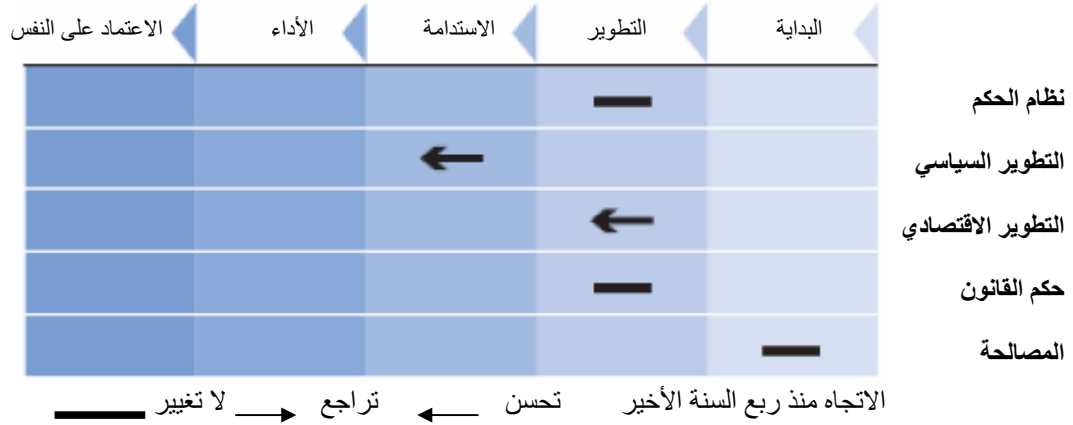 البداية التطوير الاستدامة الأداء الاعتماد على النفس
نظام الحكم
التطوير السياسي
التطوير الاقتصادي
حكم القانون
المصالحة
الاتجاه منذ ربع السنة الأخير تحسن تراجع لا تغيير